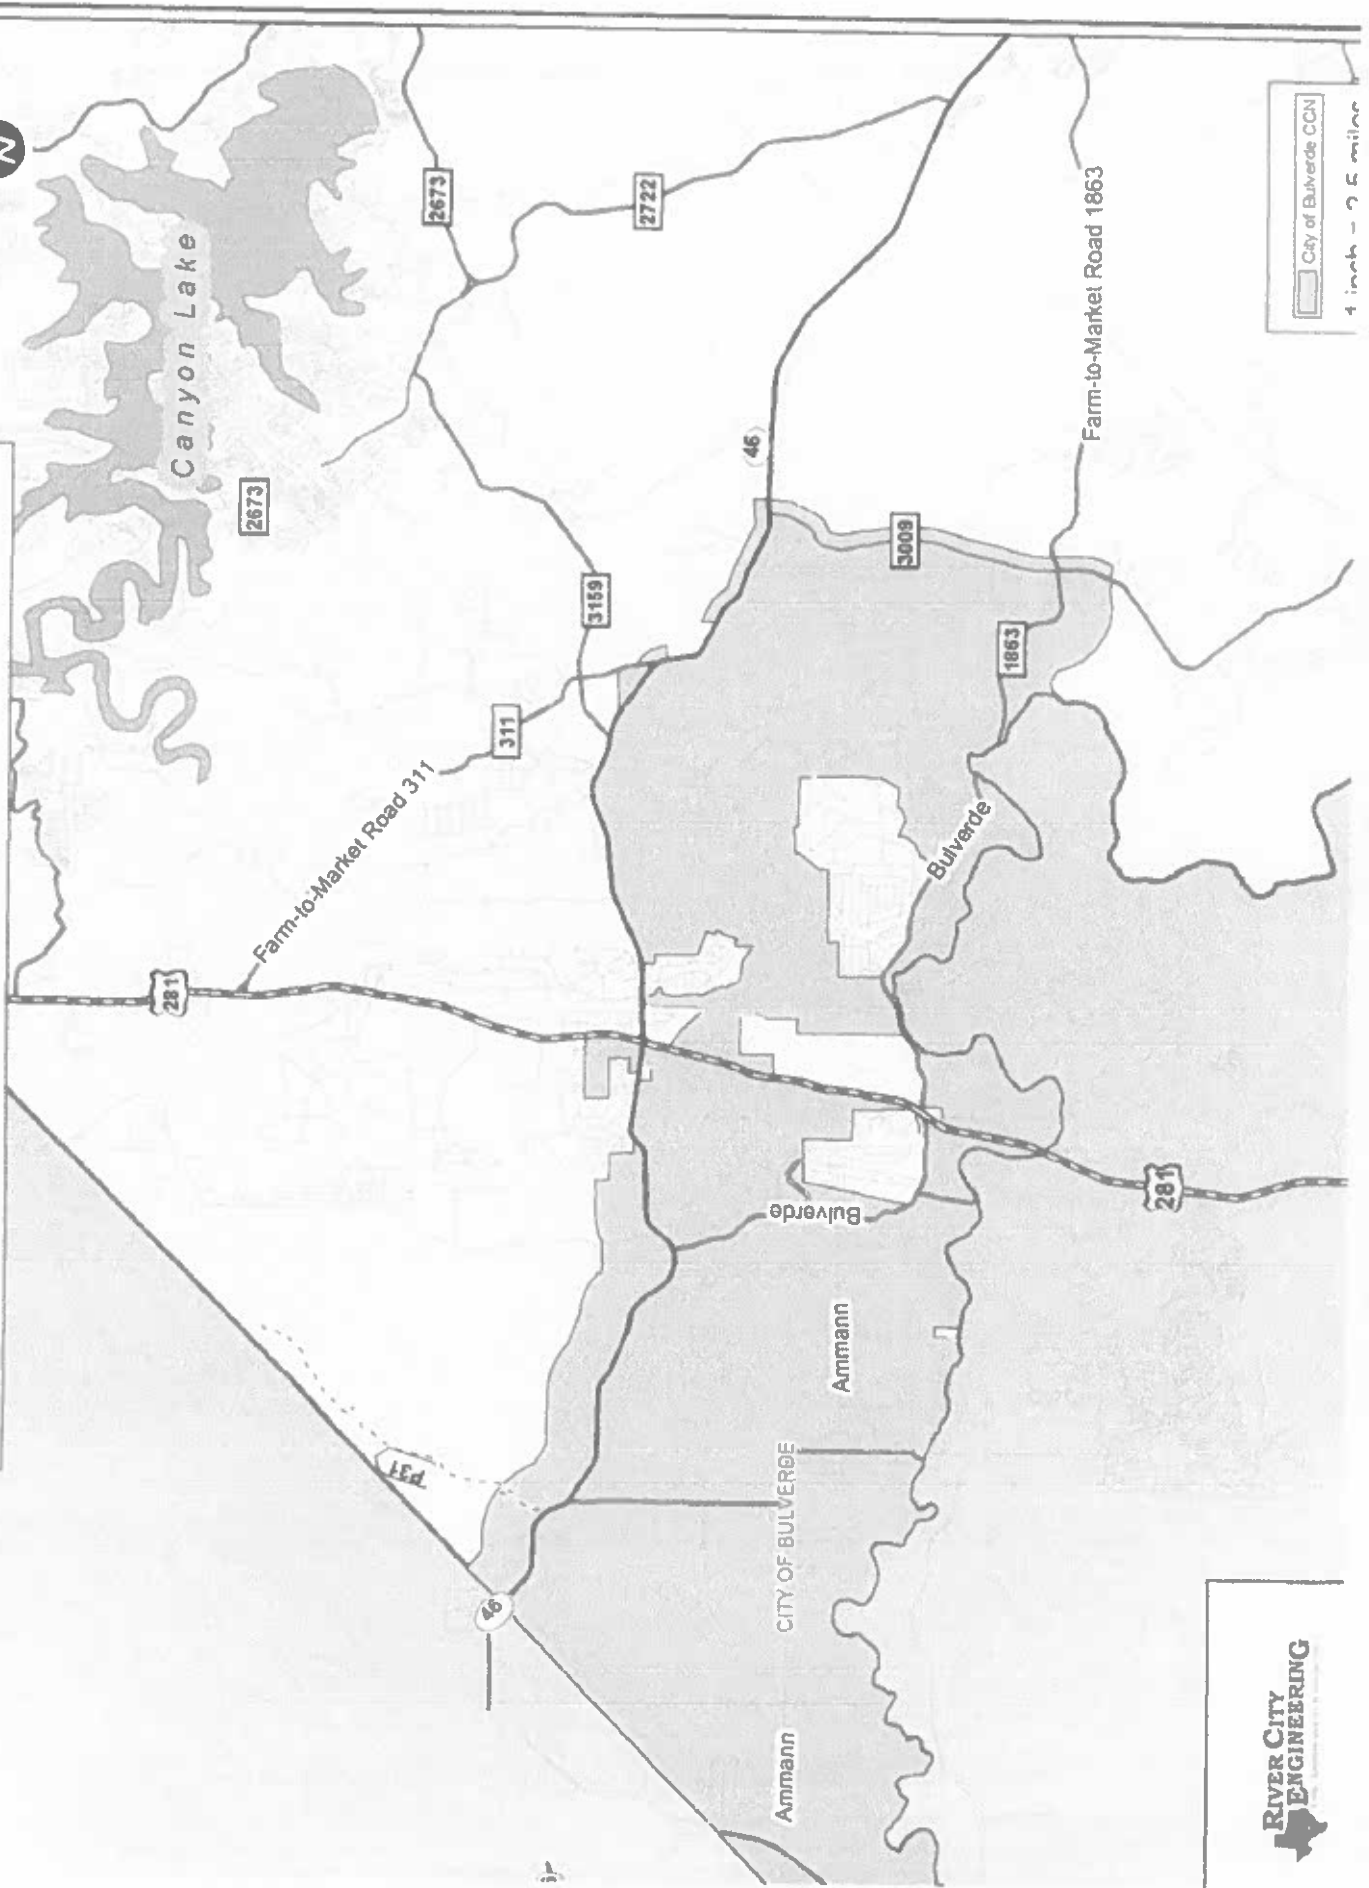 N
Canyon Lake
2673
2673
2722
3159
311
Farm-to-Market Road 311
281
46
3009
1863
Farm-to-Market Road 1863
Bulverde
Bulverde
281
Ammann
CITY OF BULVERDE
Ammann
P31
46
City of Bulverde CCN
RIVER CITY
ENGINEERING